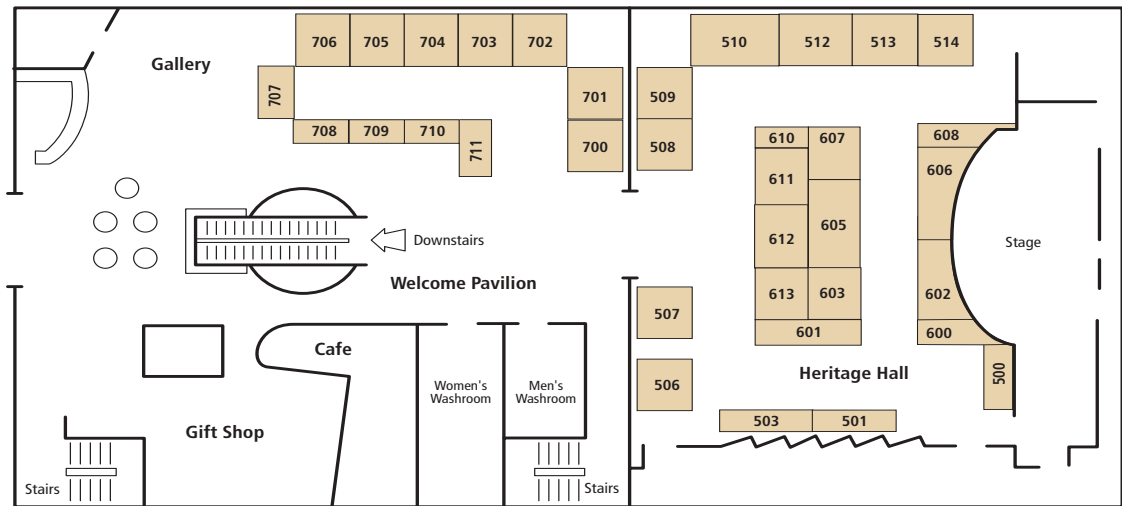 706 705 704 703 702
510 512 513 514
Gallery
707
701
509
708 709 710
711
700
508
610 607
608
611
606
612
605
Downstairs
Stage
Welcome Pavilion
613 603
602
507
601
600
Cafe
Heritage Hall
500
Women's
Washroom
Men's
Washroom
506
Gift Shop
503 501
Stairs
Stairs